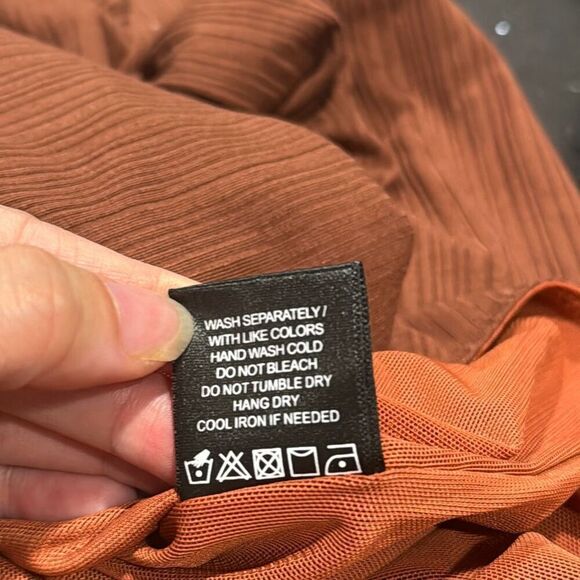 WASH SEPARATELY /
WITH LIKE COLORS
HAND WASH COLD
DO NOT BLEACH
DO NOT TUMBLE DRY
HANG DRY
COOL IRON IF NEEDED